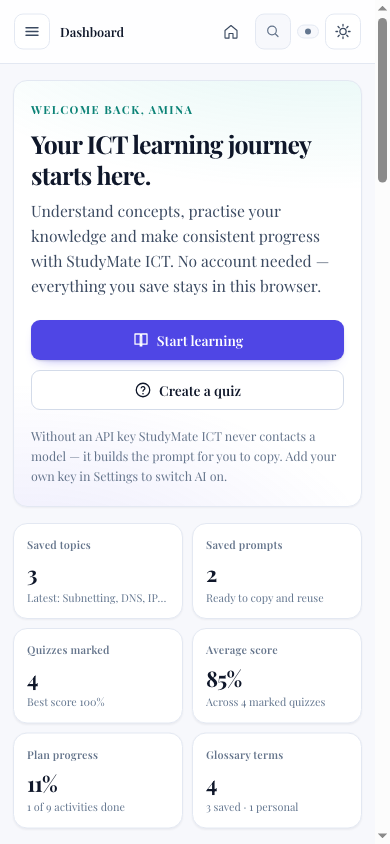 Dashboard
WELCOME BACK, AMINA
Your ICT learning journey
starts here.
Understand concepts, practise your
knowledge and make consistent progress
with StudyMate ICT. No account needed —
everything you save stays in this browser.
Start learning
Create a quiz
Without an API key StudyMate ICT never contacts a
model — it builds the prompt for you to copy. Add your
own key in Settings to switch AI on.
Saved topics
3
Latest: Subnetting, DNS, IP...
Saved prompts
2
Ready to copy and reuse
Quizzes marked
4
Best score 100%
Average score
85%
Across 4 marked quizzes
Plan progress
11%
1 of 9 activities done
Glossary terms
4
3 saved · 1 personal